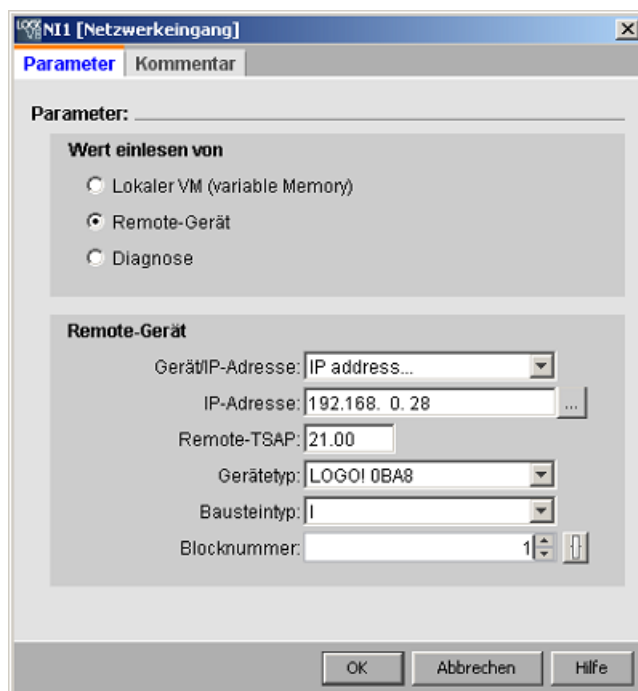 NI1 [Netzwerkeingang]
Parameter Kommentar
Parameter:
Wert einlesen von
Lokaler VM (variable Memory)
Remote-Gerät
Diagnose
Remote-Gerät
Gerät/IP-Adresse: IP address...
IP-Adresse: 192.168. 0. 28 ...
Remote-TSAP: 21.00
Gerätetyp: LOGO! 0BA8
Bausteintyp: I
Blocknummer: 1
OK Abbrechen Hilfe